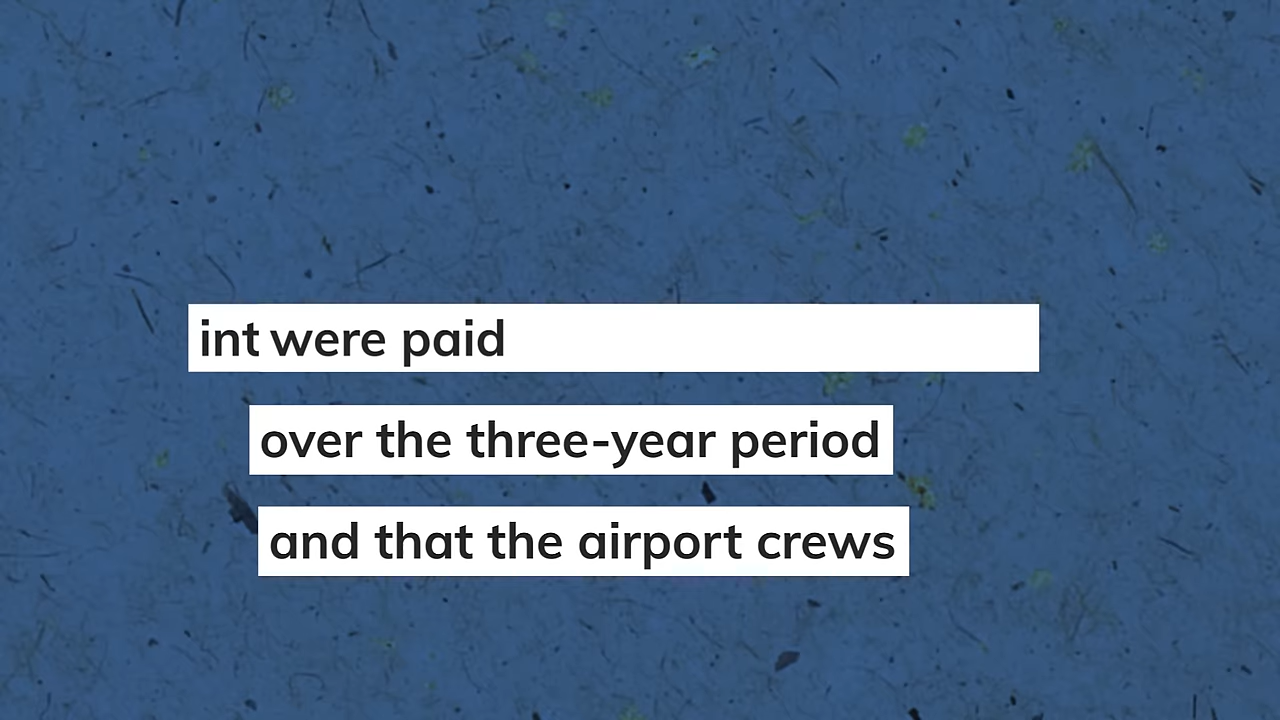 int were paid
over the three-year period
and that the airport crews